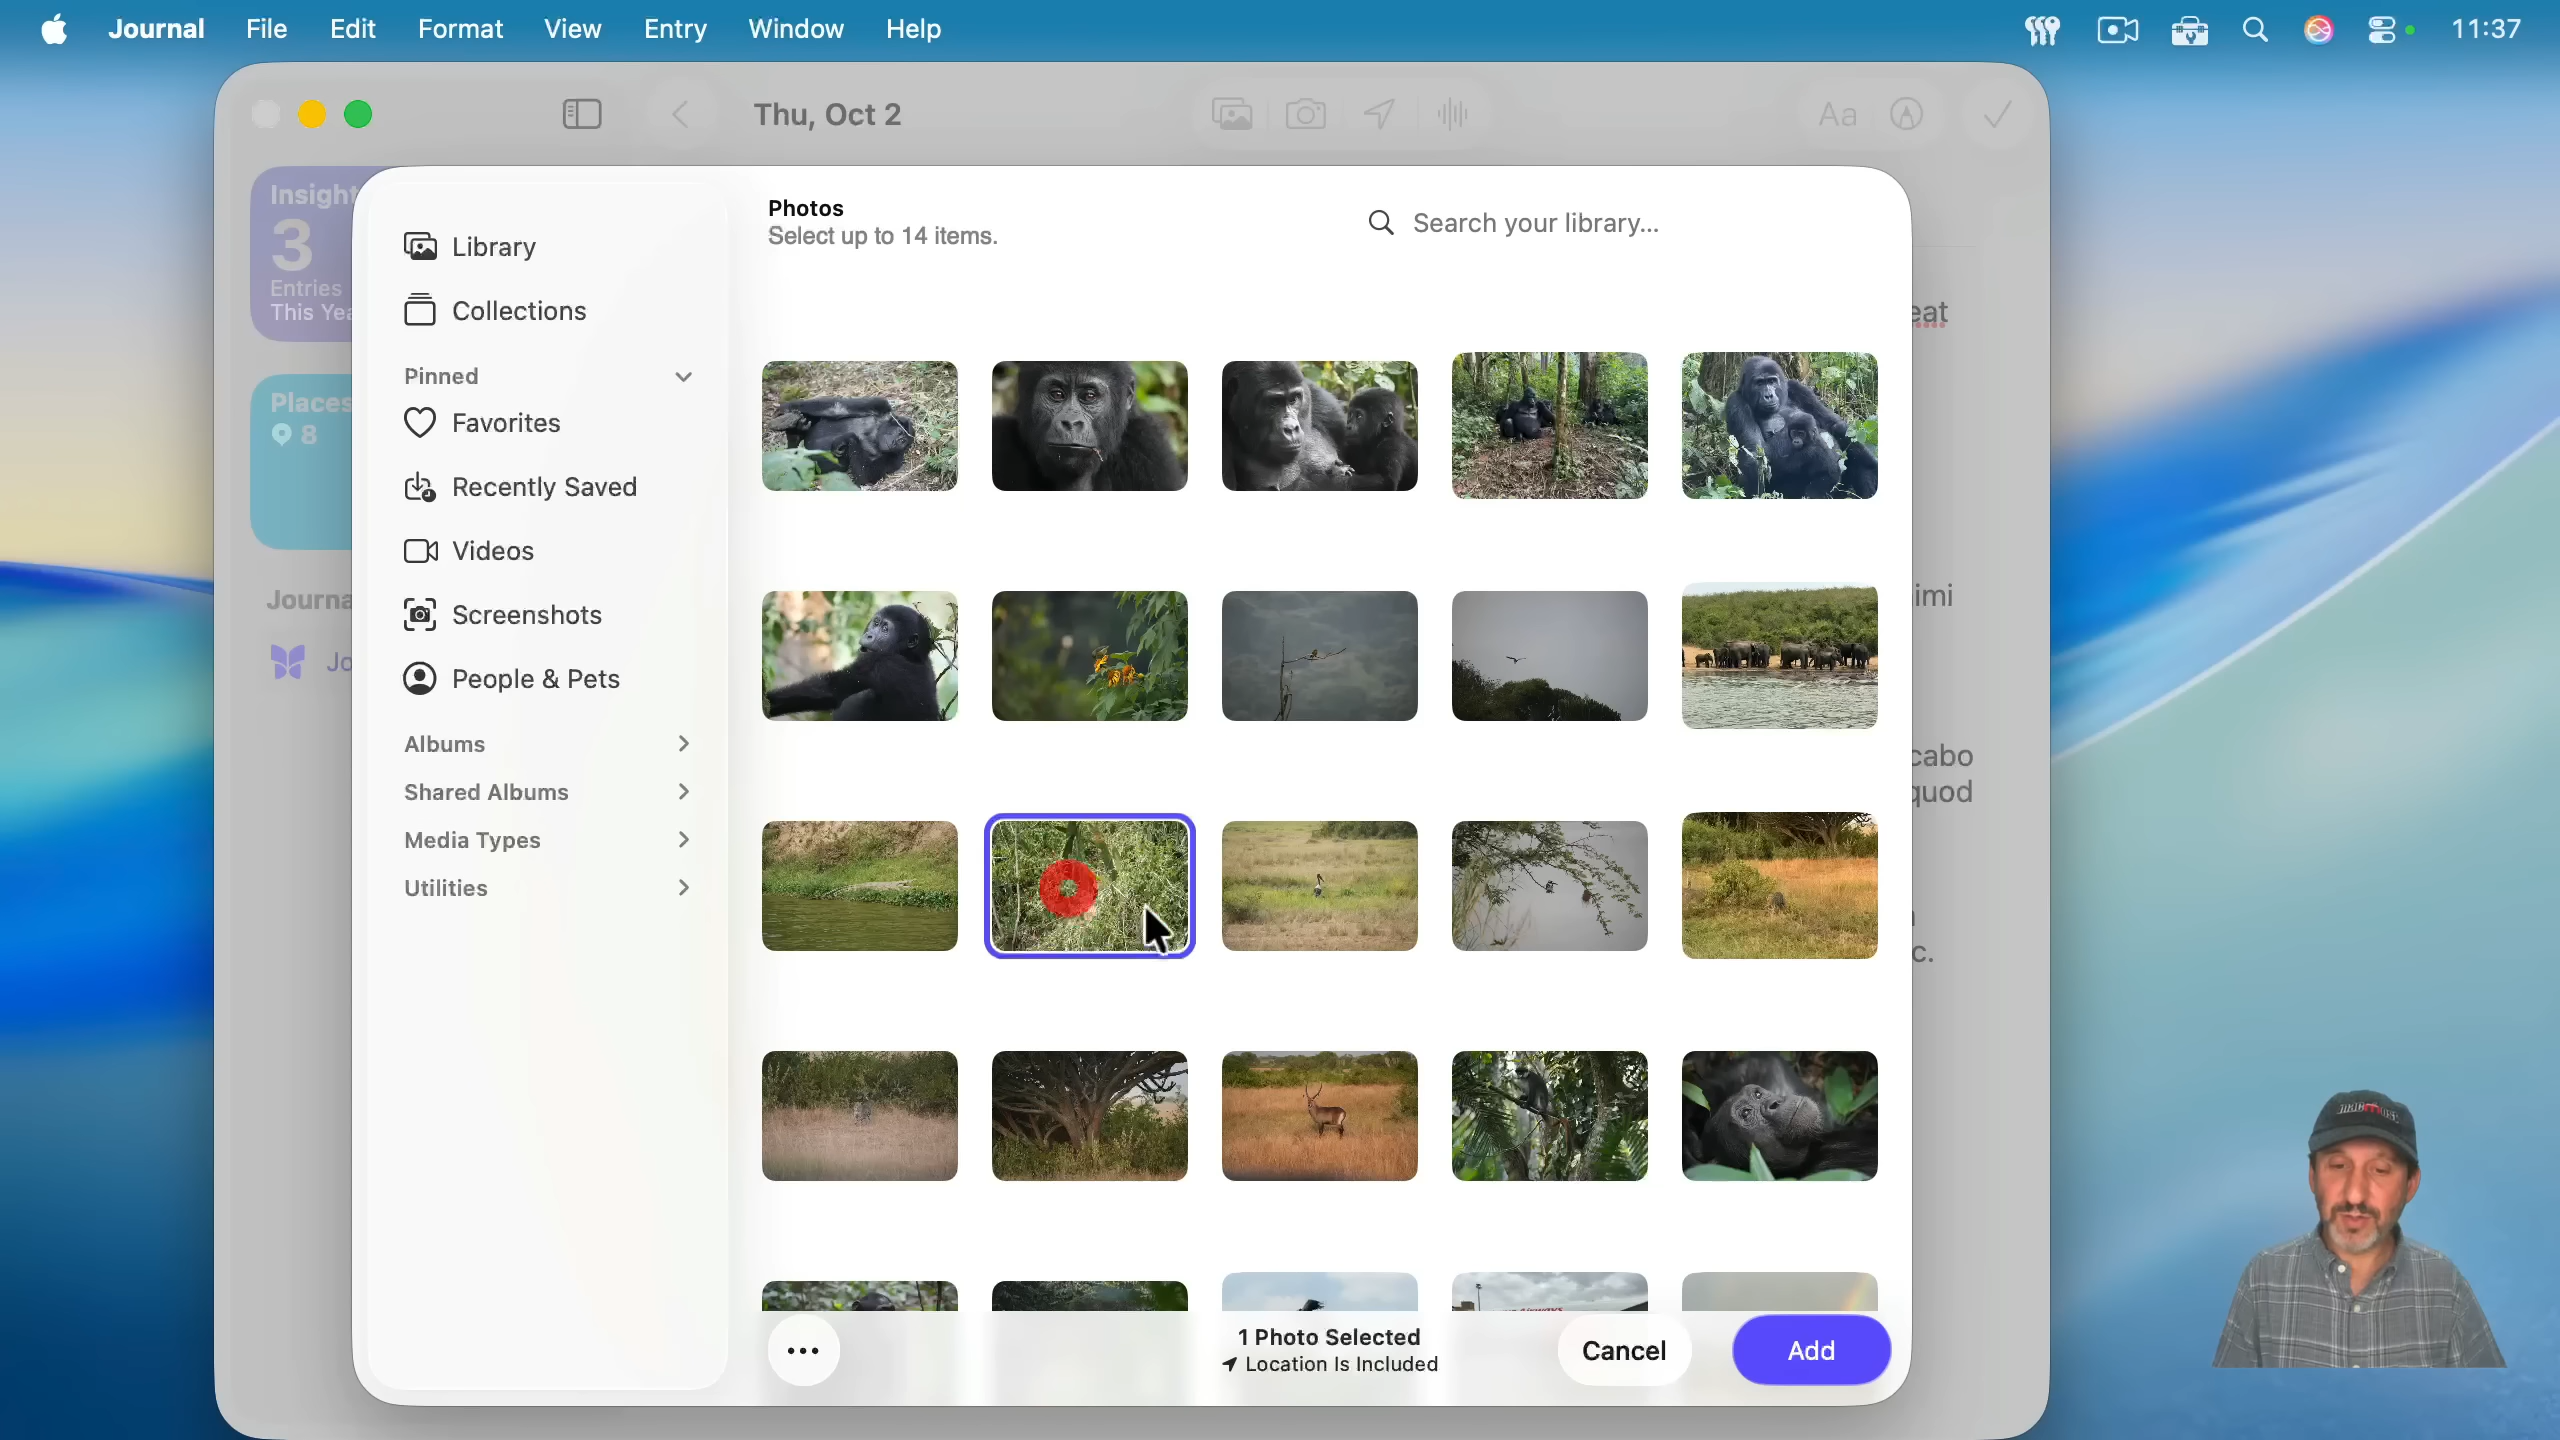 Journal File Edit Format View Entry Window Help 11:37
Thu, Oct 2 Aa
Insight
3
Entries
This Yea
Places
8
Journa
Jo
Library
Collections
Pinned
Favorites
Recently Saved
Videos
Screenshots
People & Pets
Albums
Shared Albums
Media Types
Utilities
Photos
Select up to 14 items.
Search your library...
eat
imi
cabo
quod
c.
1 Photo Selected
Location Is Included
Cancel
Add